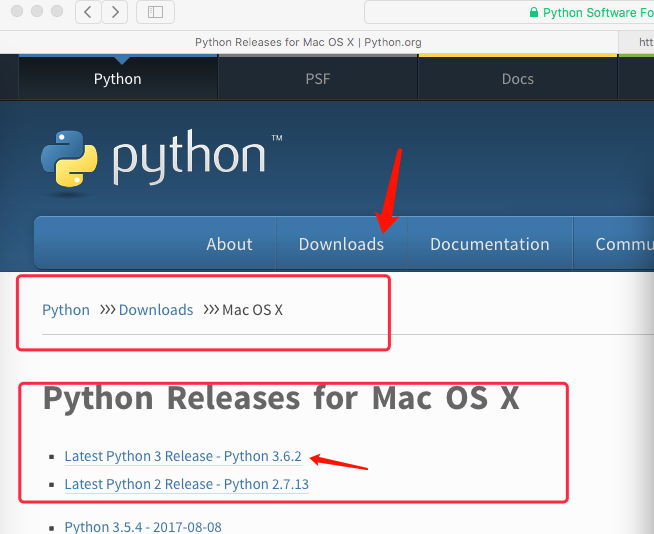 Python Software Fo
Python Releases for Mac OS X | Python.org
htt
Python PSF Docs
python™
About Downloads Documentation Commu
Python >>> Downloads >>> Mac OS X
Python Releases for Mac OS X
Latest Python 3 Release - Python 3.6.2
Latest Python 2 Release - Python 2.7.13
Python 3.5.4 - 2017-08-08